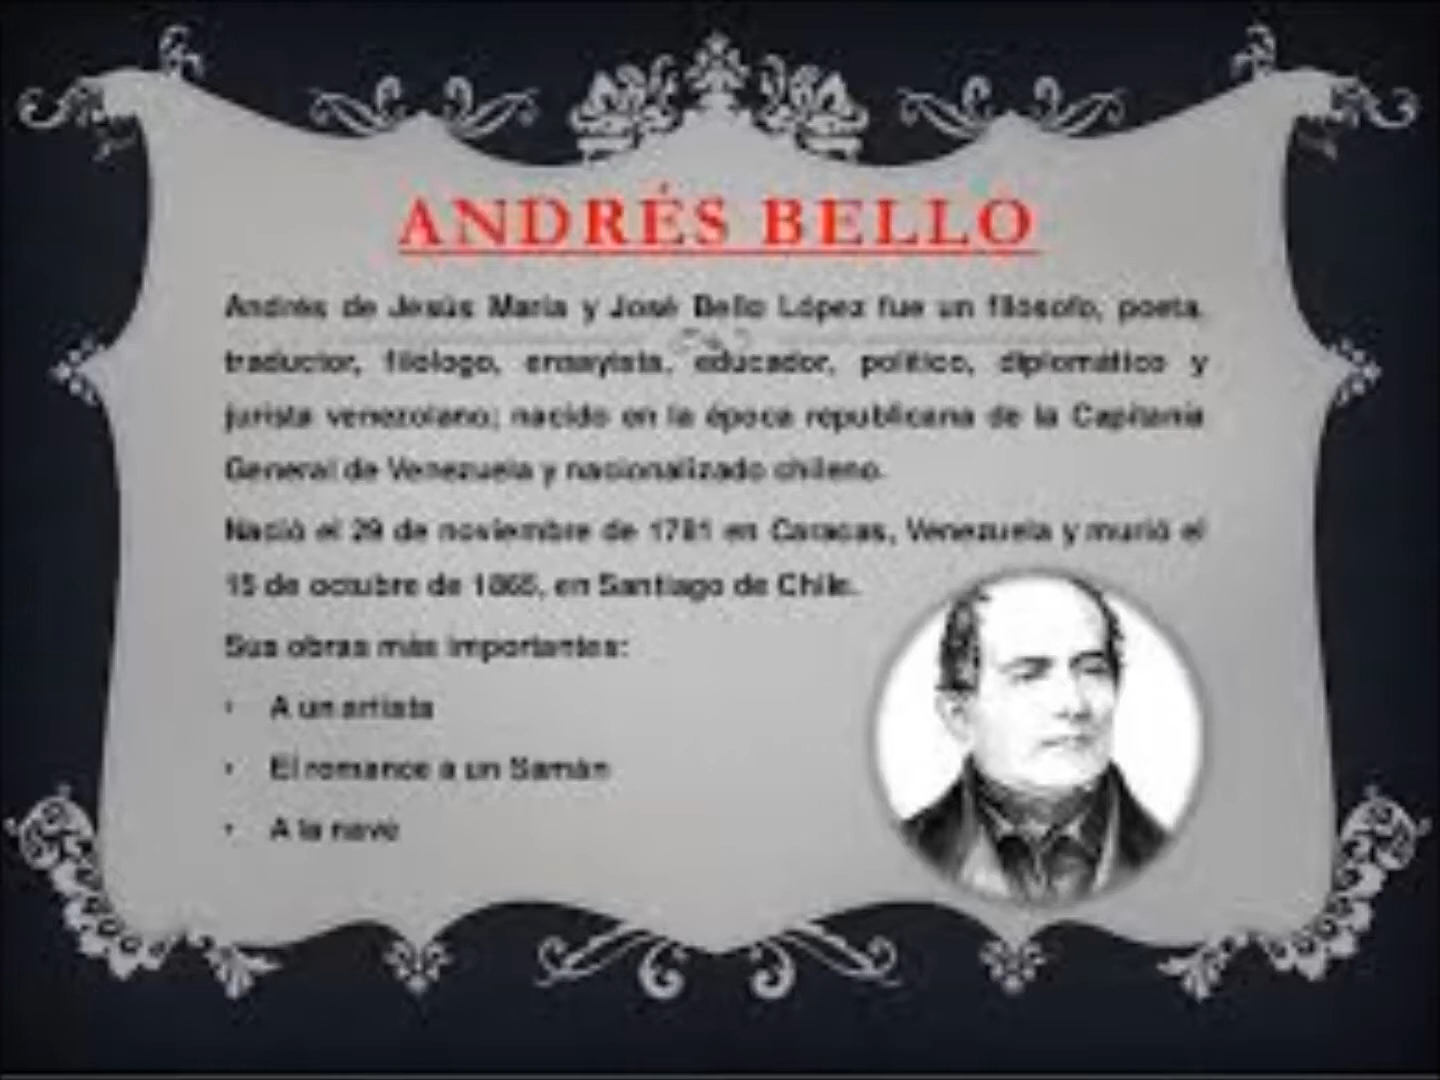 ANDRÉS BELLO
Andrés de Jesús María y José Bello López fue un filósofo, poeta,
traductor, filólogo, ensayista, educador, político, diplomático y
jurista venezolano; nacido en la época republicana de la Capitanía
General de Venezuela y nacionalizado chileno.
Nació el 29 de noviembre de 1781 en Caracas, Venezuela y murió el
15 de octubre de 1865, en Santiago de Chile.
Sus obras más importantes:
• A un artista
• El romance a un Samán
• A la nave